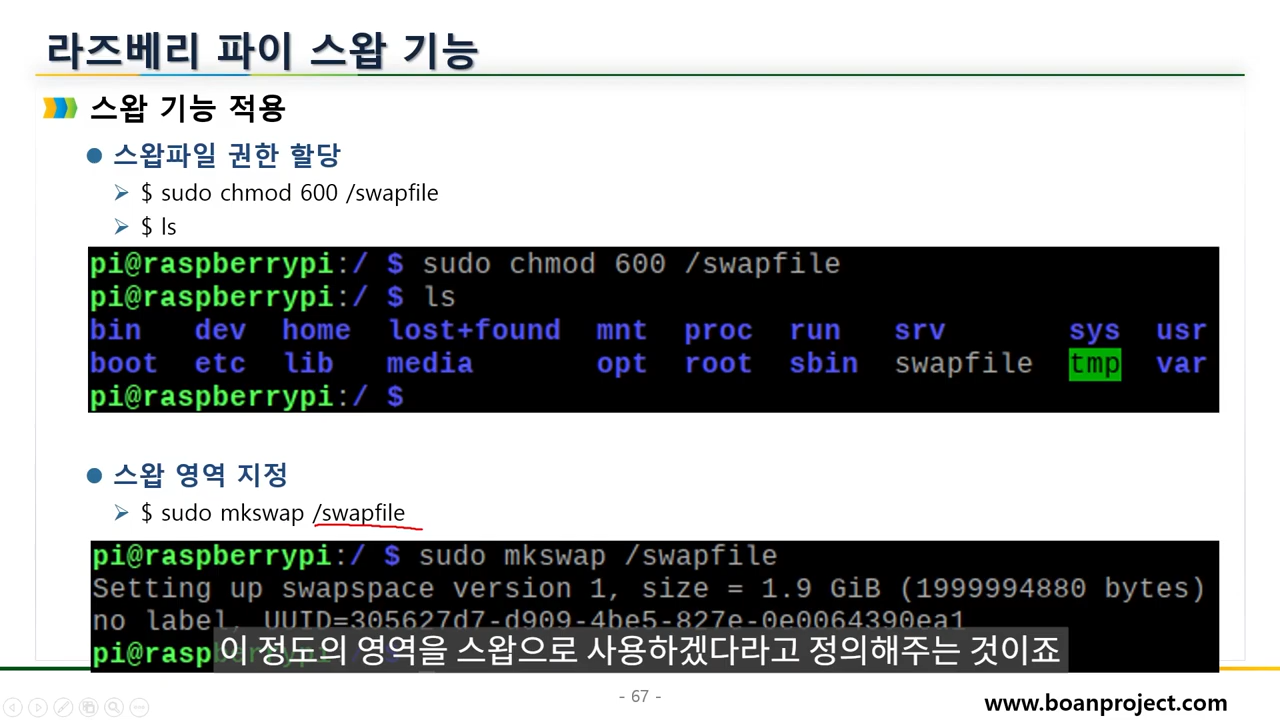 라즈베리 파이 스왑 기능
스왑 기능 적용
스왑파일 권한 할당
$ sudo chmod 600 /swapfile
$ ls
pi@raspberrypi:/ $ sudo chmod 600 /swapfile
pi@raspberrypi:/ $ ls
bin dev home lost+found mnt proc run srv sys usr
boot etc lib media opt root sbin swapfile tmp var
pi@raspberrypi:/ $
스왑 영역 지정
$ sudo mkswap /swapfile
pi@raspberrypi:/ $ sudo mkswap /swapfile
Setting up swapspace version 1, size = 1.9 GiB (1999994880 bytes)
no label, UUID=305627d7-d909-4be5-827e-0e0064390ea1
pi@rasp
이 정도의 영역을 스왑으로 사용하겠다라고 정의해주는 것이죠
- 67 -
www.boanproject.com